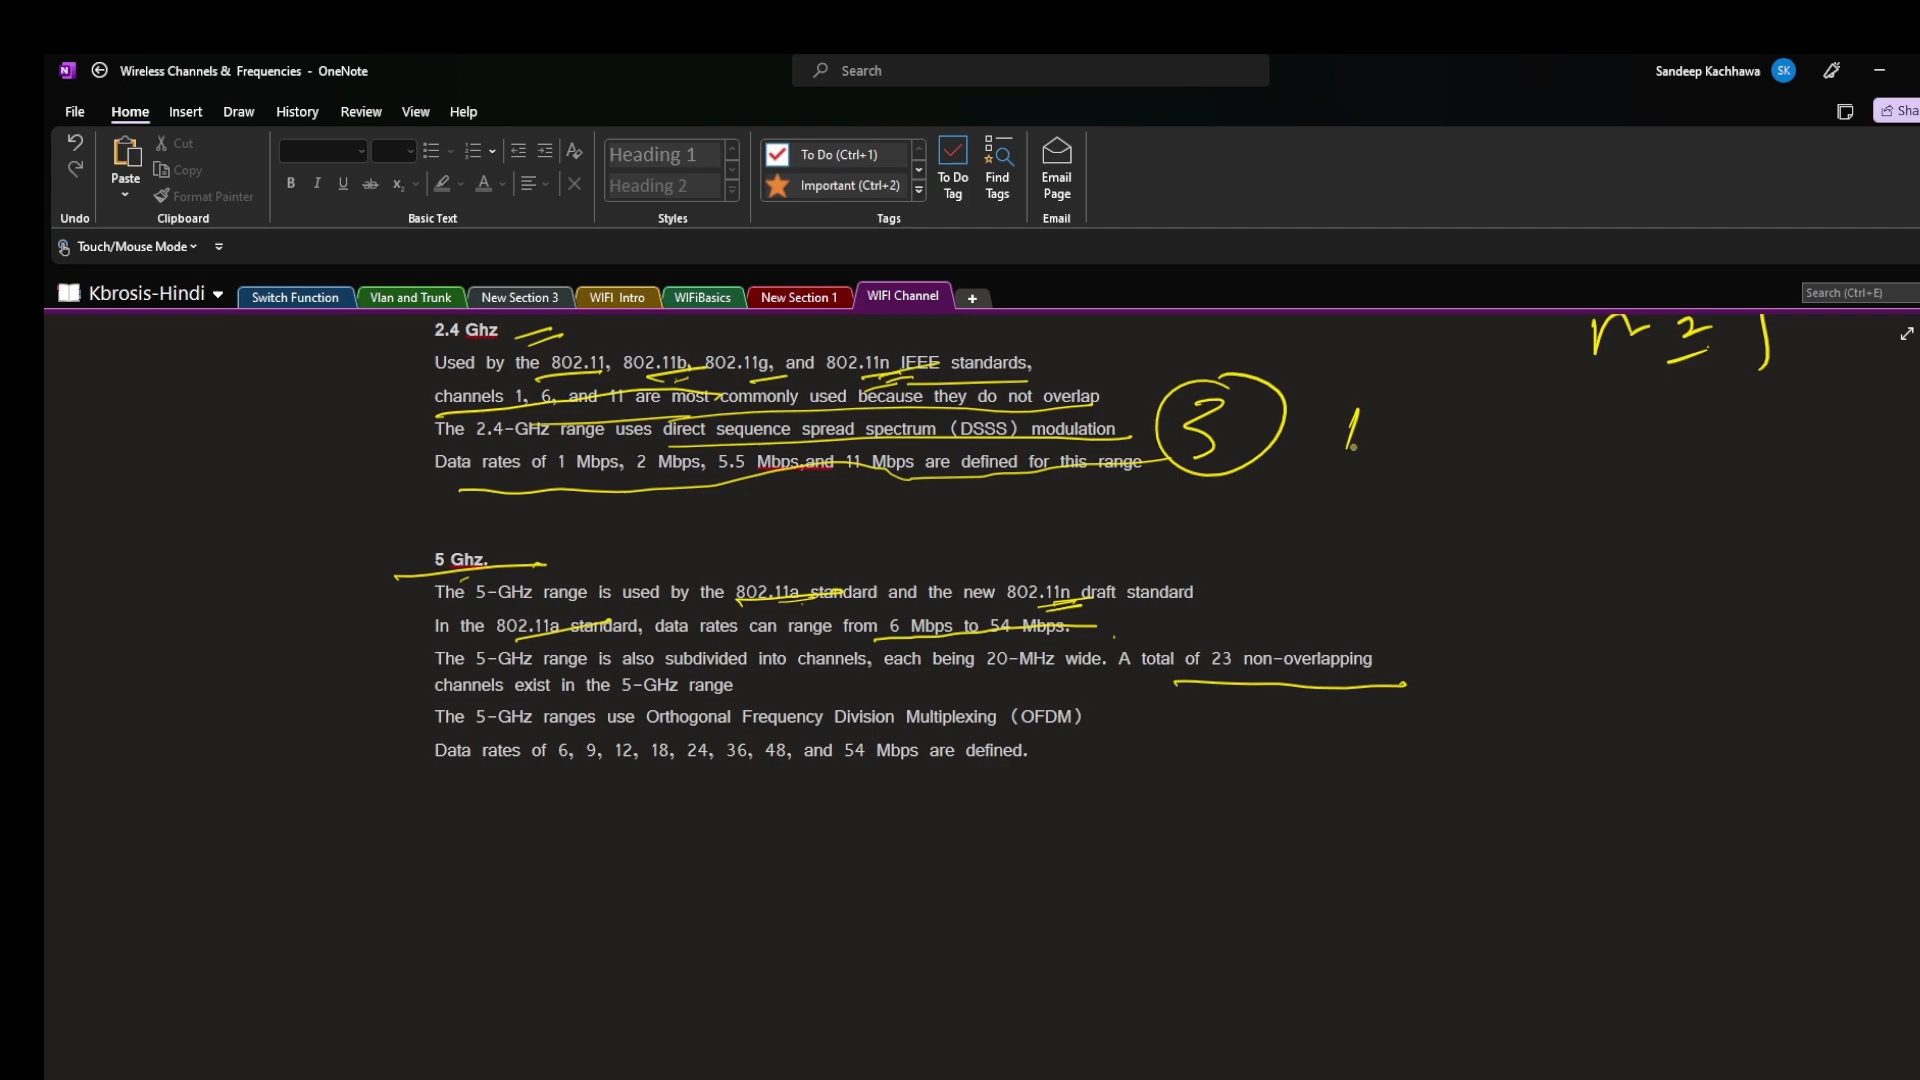 Wireless Channels & Frequencies - OneNote
Search
Sandeep Kachhawa SK
File Home Insert Draw History Review View Help
Sha
Undo
Paste
Cut
Copy
Format Painter
Clipboard
B I U ab x A
Basic Text
Heading 1
Heading 2
Styles
To Do (Ctrl+1)
Important (Ctrl+2)
Tags
To Do Tag
Find Tags
Email Page
Email
Touch/Mouse Mode
Kbrosis-Hindi
Switch Function Vlan and Trunk New Section 3 WIFI Intro WIFiBasics New Section 1 WIFI Channel +
Search (Ctrl+E)
2.4 Ghz
Used by the 802.11, 802.11b, 802.11g, and 802.11n IEEE standards,
channels 1, 6, and 11 are most commonly used because they do not overlap
The 2.4-GHz range uses direct sequence spread spectrum (DSSS) modulation
Data rates of 1 Mbps, 2 Mbps, 5.5 Mbps,and 11 Mbps are defined for this range
3
1
2
5 Ghz.
The 5-GHz range is used by the 802.11a standard and the new 802.11n draft standard
In the 802.11a standard, data rates can range from 6 Mbps to 54 Mbps.
The 5-GHz range is also subdivided into channels, each being 20-MHz wide. A total of 23 non-overlapping
channels exist in the 5-GHz range
The 5-GHz ranges use Orthogonal Frequency Division Multiplexing (OFDM)
Data rates of 6, 9, 12, 18, 24, 36, 48, and 54 Mbps are defined.